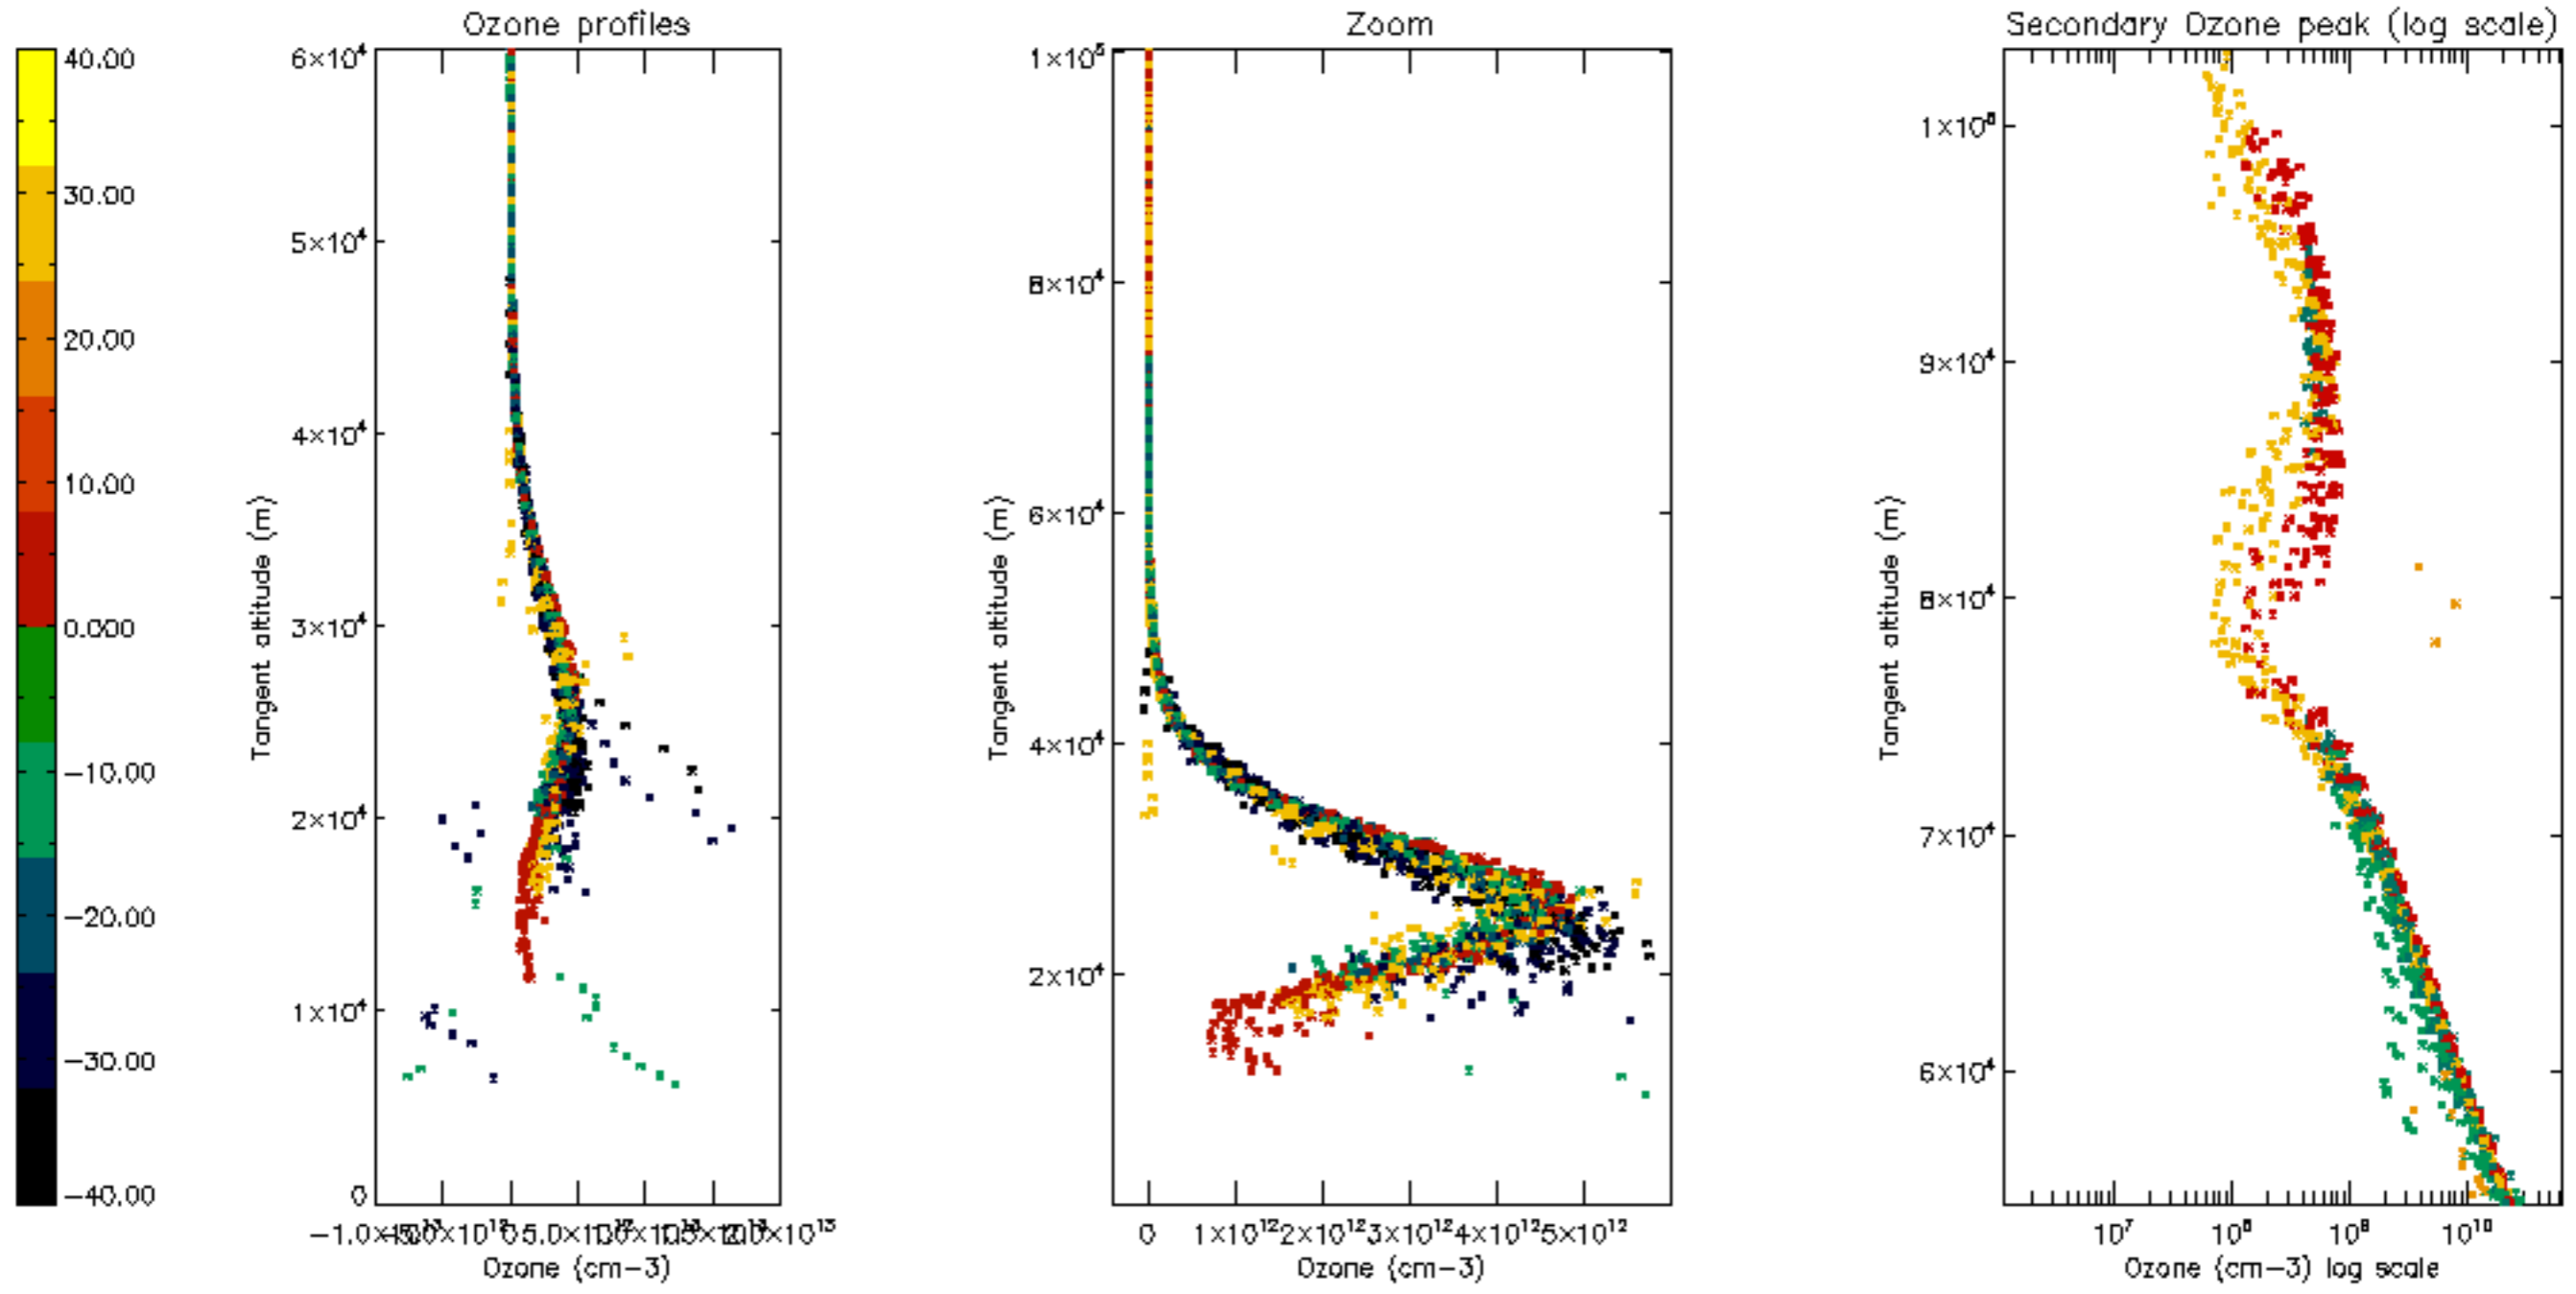 Ozone profiles
Zoom
Secondary Ozone peak (log scale)
40.00
30.00
20.00
10.00
0.000
−10.00
−20.00
−30.00
−40.00
6×10⁴
5×10⁴
4×10⁴
3×10⁴
2×10⁴
1×10⁴
0
Tangent altitude (m)
Ozone (cm−3)
1×10⁵
8×10⁴
6×10⁴
4×10⁴
2×10⁴
Tangent altitude (m)
0 1×10¹² 2×10¹² 3×10¹² 4×10¹² 5×10¹²
Ozone (cm−3)
1×10⁵
9×10⁴
8×10⁴
7×10⁴
6×10⁴
Tangent altitude (m)
10⁷ 10⁸ 10⁹ 10¹⁰
Ozone (cm−3) log scale